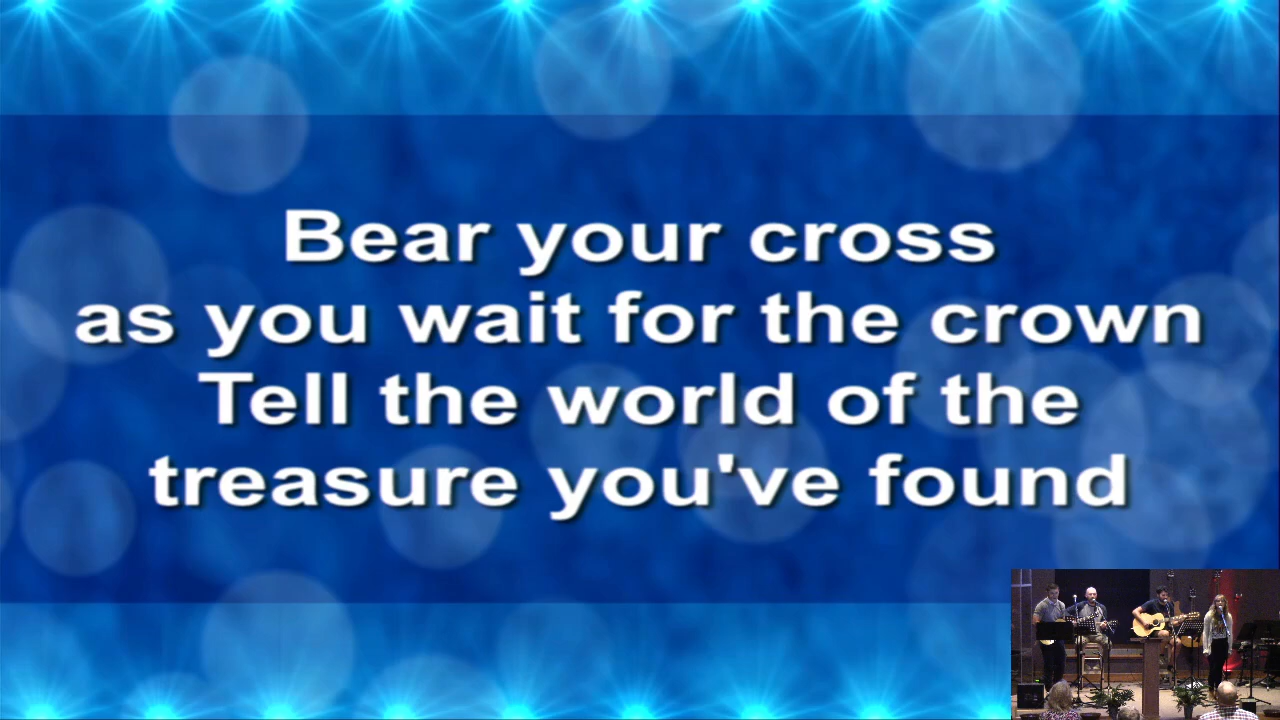 Bear your cross
as you wait for the crown
Tell the world of the
treasure you've found